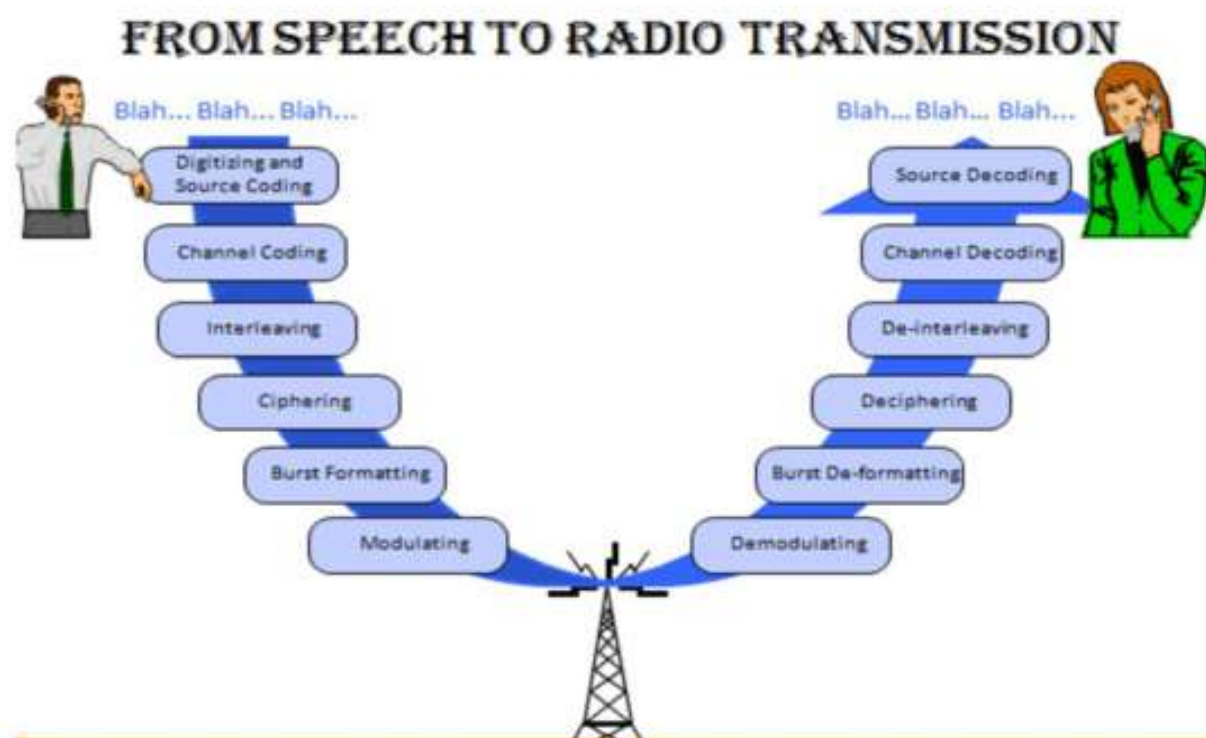 FROM SPEECH TO RADIO TRANSMISSION
Blah... Blah... Blah...
Digitizing and
Source Coding
Channel Coding
Interleaving
Ciphering
Burst Formatting
Modulating
Blah... Blah... Blah...
Source Decoding
Channel Decoding
De-interleaving
Deciphering
Burst De-formatting
Demodulating